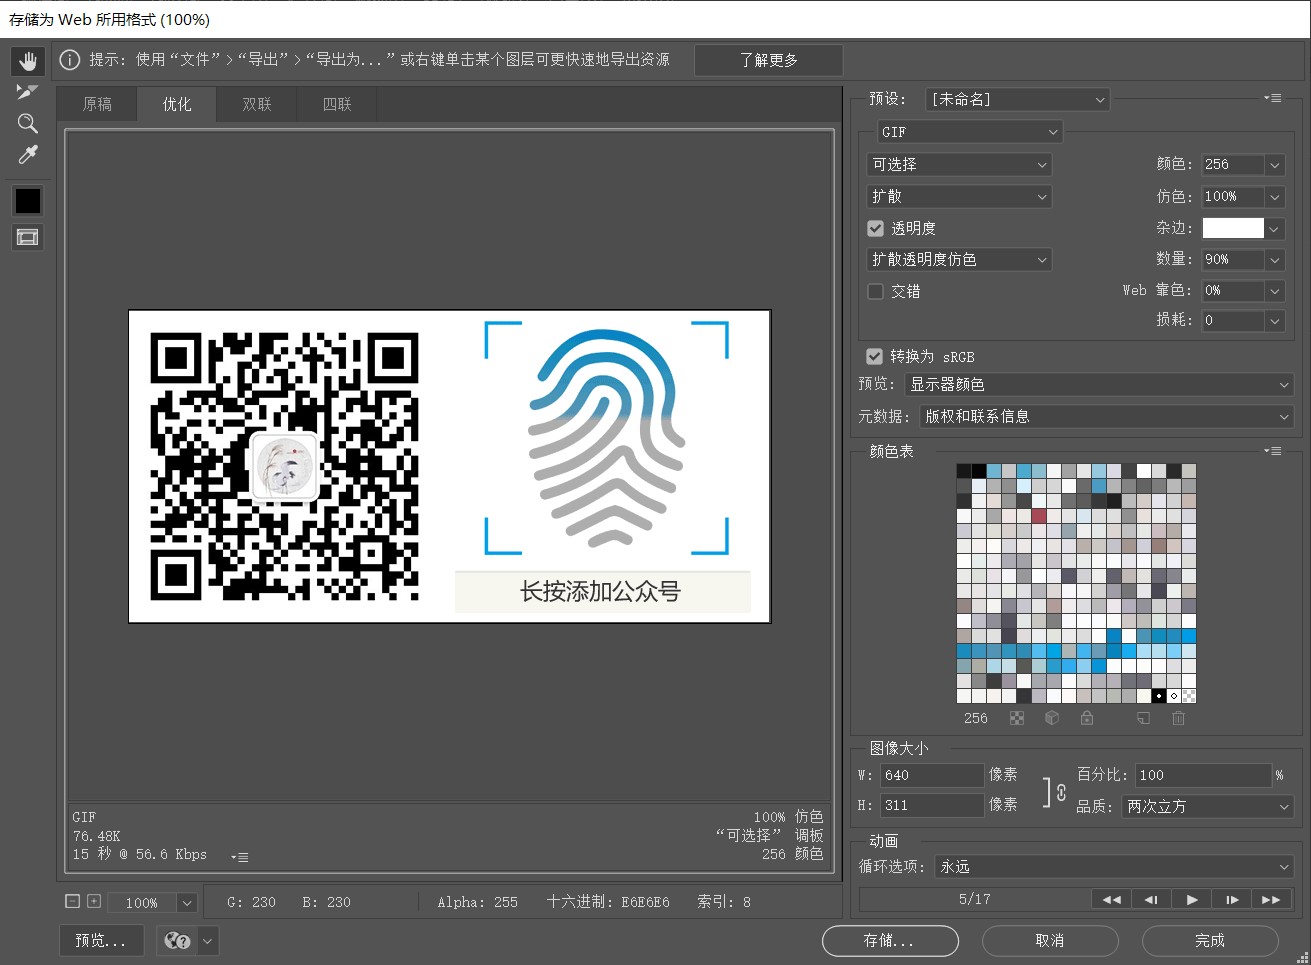 存储为 Web 所用格式 (100%)
提示: 使用“文件”>“导出”>“导出为...”或右键单击某个图层可更快速地导出资源
了解更多
原稿
优化
双联
四联
长按添加公众号
GIF
76.48K
15 秒 @ 56.6 Kbps
100% 仿色
“可选择” 调板
256 颜色
100%
G: 230
B: 230
Alpha: 255
十六进制: E6E6E6
索引: 8
预览...
预设: [未命名]
GIF
可选择
颜色: 256
扩散
仿色: 100%
透明度
杂边:
扩散透明度仿色
数量: 90%
交错
Web 靠色: 0%
损耗: 0
转换为 sRGB
预览: 显示器颜色
元数据: 版权和联系信息
颜色表
256
图像大小
W: 640 像素
百分比: 100 %
H: 311 像素
品质: 两次立方
动画
循环选项: 永远
5/17
存储...
取消
完成